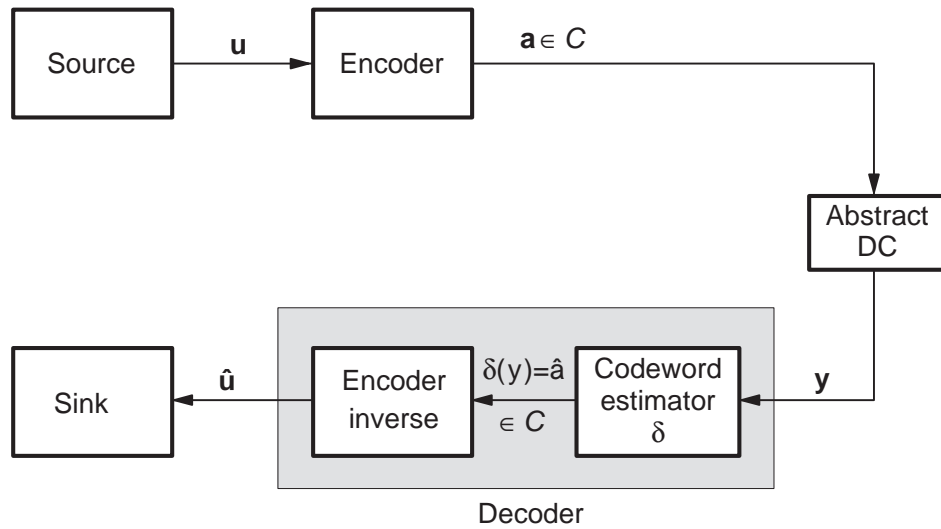 Source
u
Encoder
a ∈ C
Abstract
DC
Sink
û
Encoder
inverse
δ(y)=â
∈ C
Codeword
estimator
δ
y
Decoder